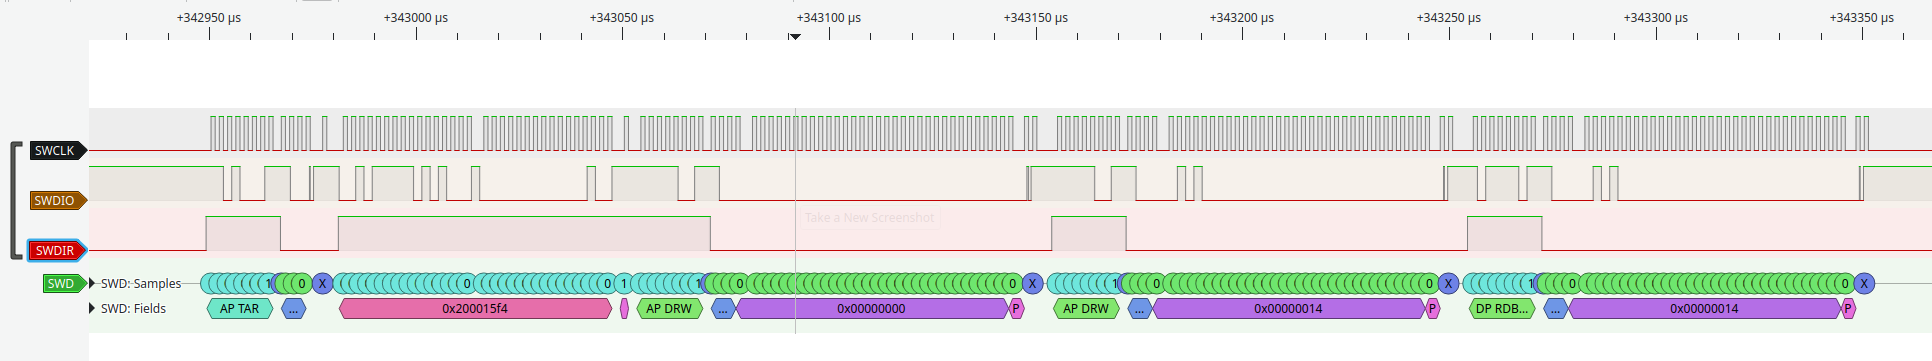 +342950 µs +343000 µs +343050 µs +343100 µs +343150 µs +343200 µs +343250 µs +343300 µs +343350 µs
SWCLK
SWDIO
SWDIR Take a New Screenshot
SWD SWD: Samples 1 0 X 0 0 1 1 0 0 X 1 0 0 X 1 0 0 X
SWD: Fields AP TAR ... 0x200015f4 AP DRW ... 0x00000000 P AP DRW ... 0x00000014 P DP RDB... ... 0x00000014 P